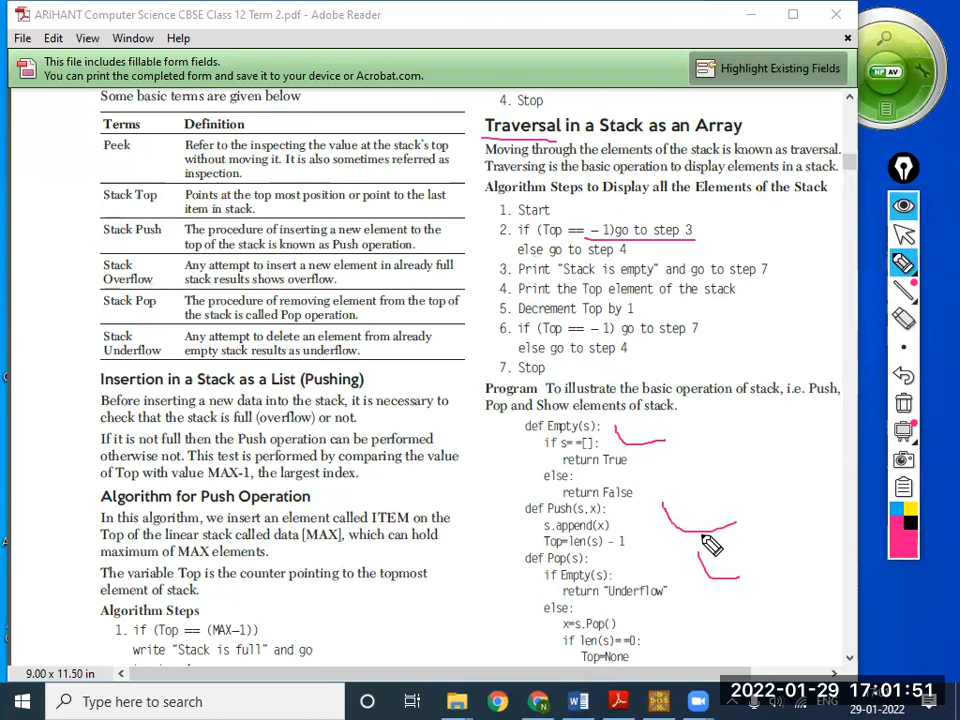 ARIHANT Computer Science CBSE Class 12 Term 2.pdf - Adobe Reader
File Edit View Window Help
This file includes fillable form fields.
You can print the completed form and save it to your device or Acrobat.com.
Highlight Existing Fields
Some basic terms are given below
Terms Definition
Peek Refer to the inspecting the value at the stack's top
without moving it. It is also sometimes referred as
inspection.
Stack Top Points at the top most position or point to the last
item in stack.
Stack Push The procedure of inserting a new element to the
top of the stack is known as Push operation.
Stack Any attempt to insert a new element in already full
Overflow stack results shows overflow.
Stack Pop The procedure of removing element from the top of
the stack is called Pop operation.
Stack Any attempt to delete an element from already
Underflow empty stack results as underflow.
Insertion in a Stack as a List (Pushing)
Before inserting a new data into the stack, it is necessary to
check that the stack is full (overflow) or not.
If it is not full then the Push operation can be performed
otherwise not. This test is performed by comparing the value
of Top with value MAX-1, the largest index.
Algorithm for Push Operation
In this algorithm, we insert an element called ITEM on the
Top of the linear stack called data [MAX], which can hold
maximum of MAX elements.
The variable Top is the counter pointing to the topmost
element of stack.
Algorithm Steps
1. if (Top == (MAX–1))
write "Stack is full" and go
4. Stop
Traversal in a Stack as an Array
Moving through the elements of the stack is known as traversal.
Traversing is the basic operation to display elements in a stack.
Algorithm Steps to Display all the Elements of the Stack
1. Start
2. if (Top == – 1)go to step 3
else go to step 4
3. Print "Stack is empty" and go to step 7
4. Print the Top element of the stack
5. Decrement Top by 1
6. if (Top == – 1) go to step 7
else go to step 4
7. Stop
Program To illustrate the basic operation of stack, i.e. Push,
Pop and Show elements of stack.
def Empty(s):
if s= =[]:
return True
else:
return False
def Push(s,x):
s.append(x)
Top=len(s) - 1
def Pop(s):
if Empty(s):
return "Underflow"
else:
x=s.Pop()
if len(s)==0:
Top=None
9.00 x 11.50 in
Type here to search
2022-01-29 17:01:51
ENG
29-01-2022